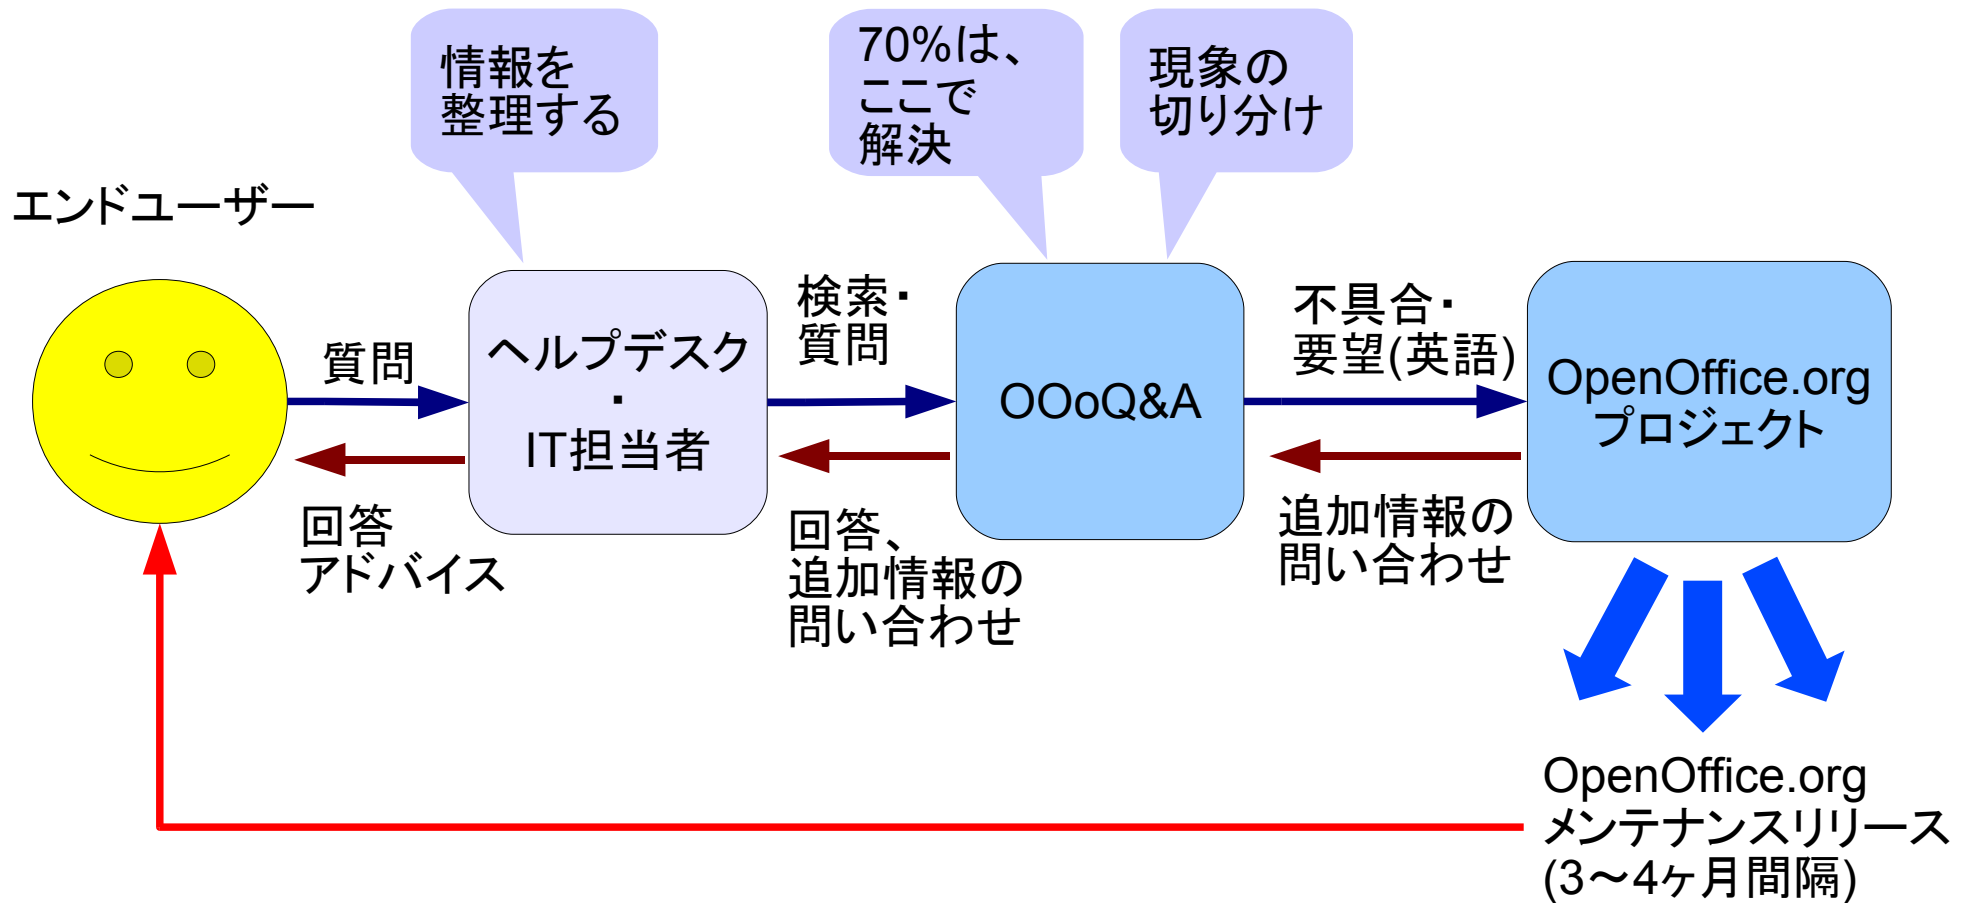 情報を
整理する
70%は、
ここで
解決
現象の
切り分け
エンドユーザー
質問
ヘルプデスク
・
IT担当者
検索・
質問
OOoQ&A
不具合・
要望(英語)
OpenOffice.org
プロジェクト
回答
アドバイス
回答、
追加情報の
問い合わせ
追加情報の
問い合わせ
OpenOffice.org
メンテナンスリリース
(3〜4ヶ月間隔)